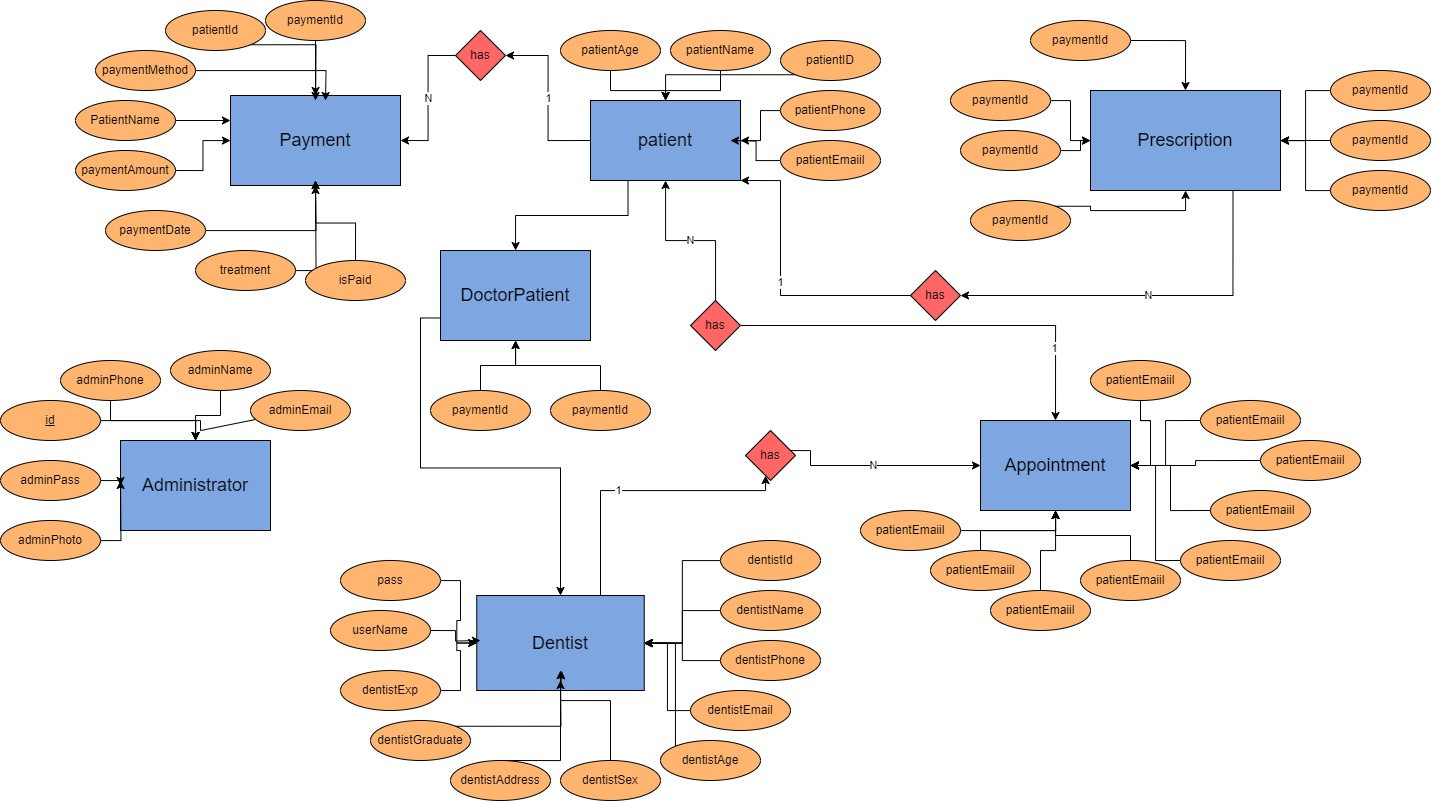 paymentId
patientId
has
patientAge
patientName
patientID
paymentId
paymentMethod
paymentId
paymentId
N
1
PatientName
Payment
patient
patientPhone
Prescription
paymentId
paymentId
paymentAmount
patientEmaiil
paymentId
paymentDate
paymentId
treatment
isPaid
N
DoctorPatient
1
has
N
has
1
adminName
adminPhone
id
adminEmail
paymentId
paymentId
patientEmaiil
patientEmaiil
adminPass
Administrator
has
N
Appointment
patientEmaiil
1
patientEmaiil
adminPhoto
patientEmaiil
patientEmaiil
patientEmaiil
patientEmaiil
patientEmaiil
patientEmaiil
pass
dentistId
userName
Dentist
dentistName
dentistPhone
dentistExp
dentistEmail
dentistGraduate
dentistAge
dentistAddress
dentistSex